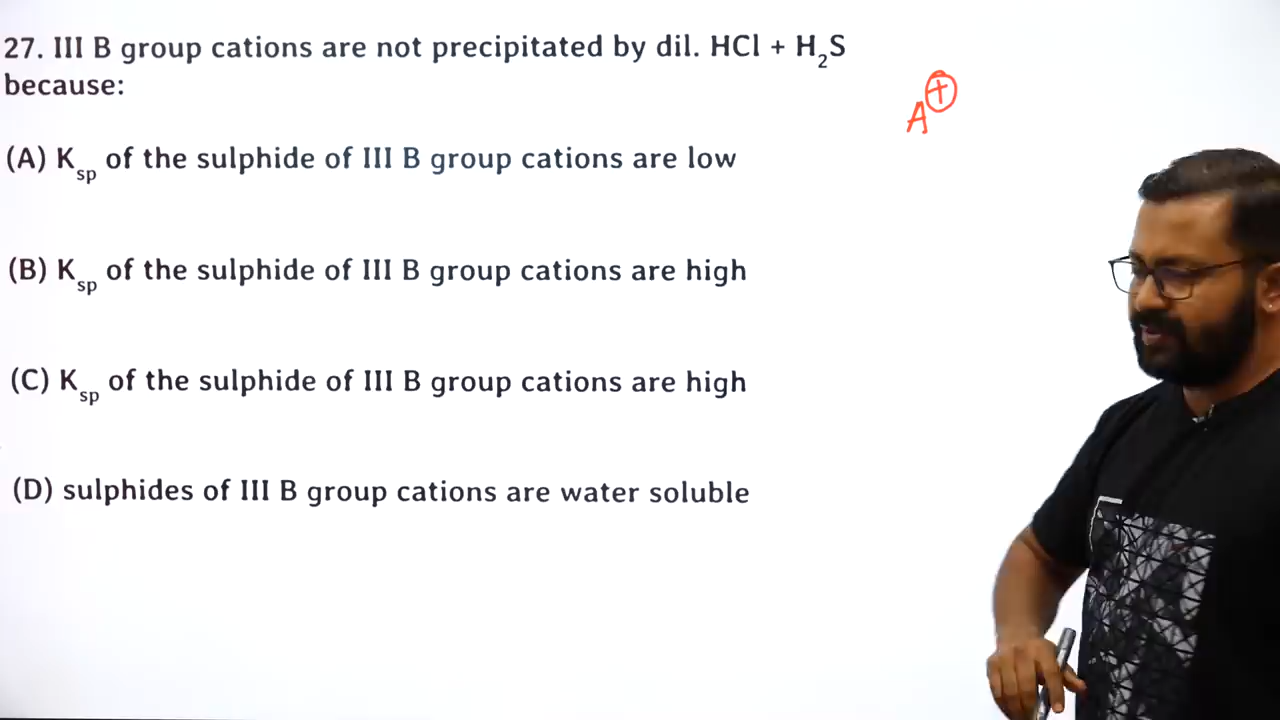 27. III B group cations are not precipitated by dil. HCl + H₂S
because:
A⊕
(A) Ksp of the sulphide of III B group cations are low
(B) Ksp of the sulphide of III B group cations are high
(C) Ksp of the sulphide of III B group cations are high
(D) sulphides of III B group cations are water soluble